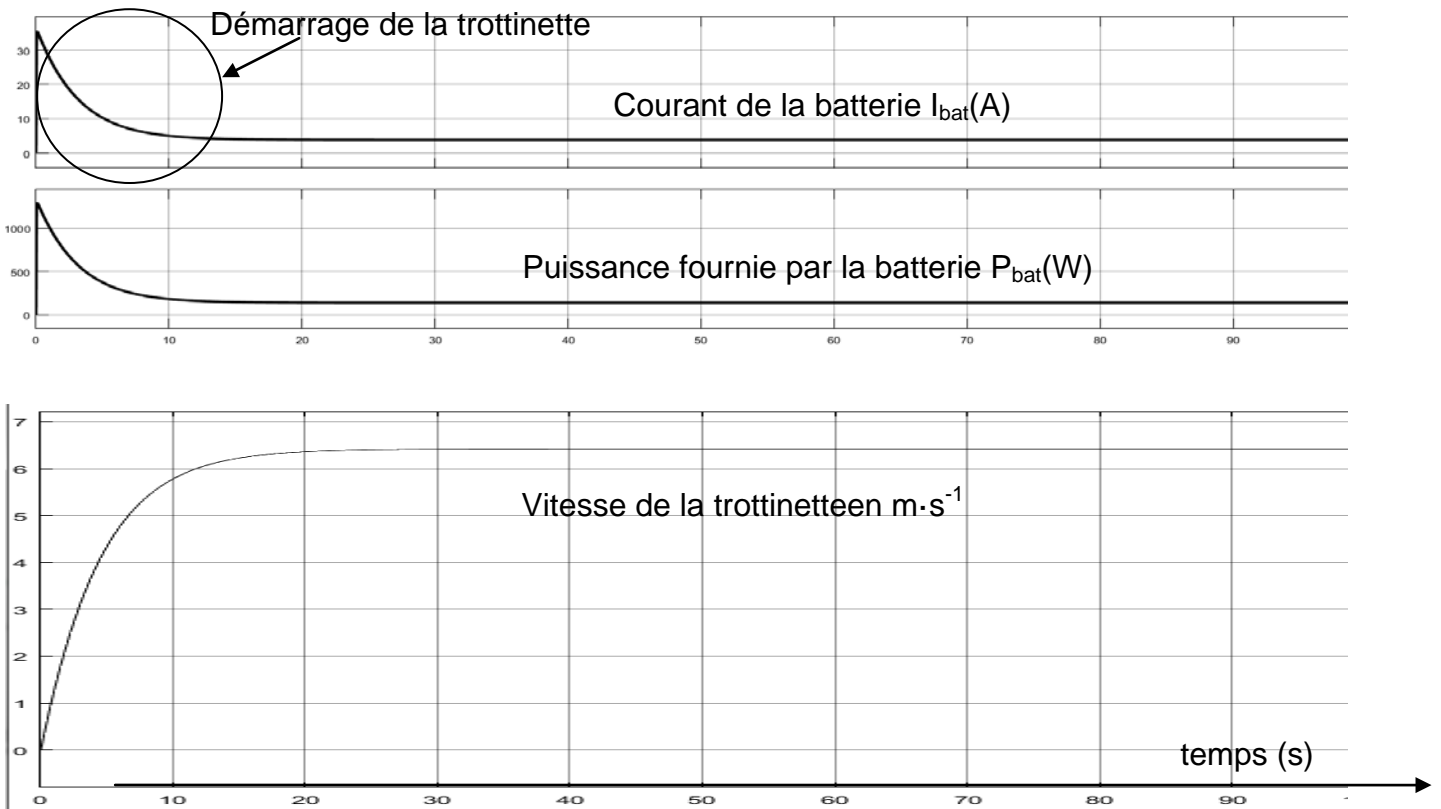 Démarrage de la trottinette
30
20
10
0
Courant de la batterie I_bat(A)
1000
500
0
Puissance fournie par la batterie P_bat(W)
0 10 20 30 40 50 60 70 80 90
7
6
5
4
3
2
1
0
Vitesse de la trottinetteen m·s⁻¹
temps (s)
0 10 20 30 40 50 60 70 80 90